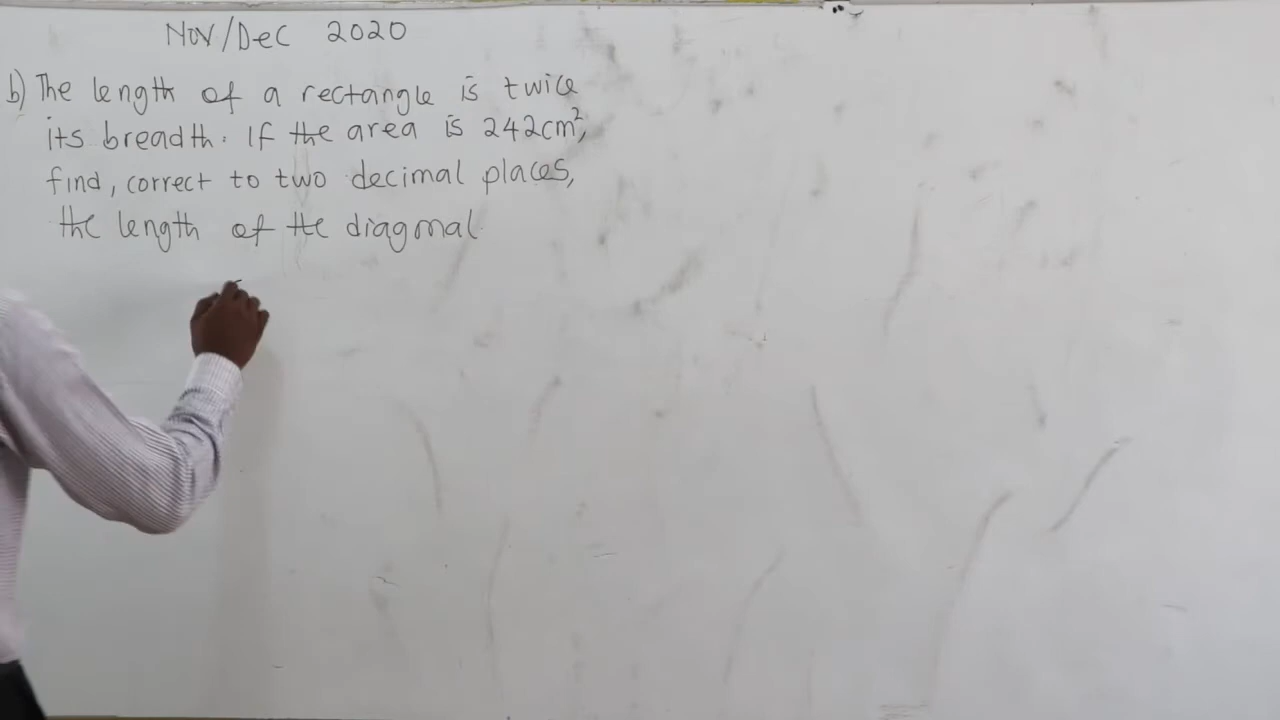 Nov/Dec 2020
b) The length of a rectangle is twice
its breadth. If the area is 242cm²,
find, correct to two decimal places,
the length of the diagonal.